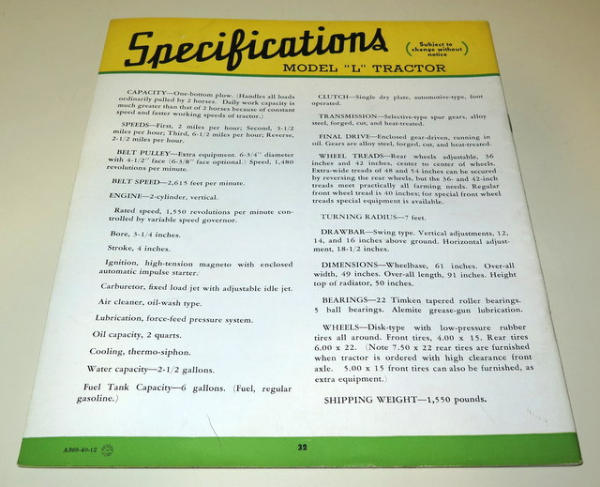 Specifications
(Subject to
change without
notice)
MODEL "L" TRACTOR
CAPACITY—One-bottom plow. (Handles all loads
ordinarily pulled by 2 horses. Daily work capacity is
much greater than that of 2 horses because of constant
speed and faster working speeds of tractor.)
SPEEDS—First, 2 miles per hour; Second, 3-1/2
miles per hour; Third, 6-1/2 miles per hour; Reverse,
2-1/2 miles per hour.
BELT PULLEY—Extra equipment. 6-3/4" diameter
with 4-1/2" face (6-3/8" face optional.) Speed, 1,480
revolutions per minute.
BELT SPEED—2,615 feet per minute.
ENGINE—2-cylinder, vertical.
Rated speed, 1,550 revolutions per minute con-
trolled by variable speed governor.
Bore, 3-1/4 inches.
Stroke, 4 inches.
Ignition, high-tension magneto with enclosed
automatic impulse starter.
Carburetor, fixed load jet with adjustable idle jet.
Air cleaner, oil-wash type.
Lubrication, force-feed pressure system.
Oil capacity, 2 quarts.
Cooling, thermo-siphon.
Water capacity—2-1/2 gallons.
Fuel Tank Capacity—6 gallons. (Fuel, regular
gasoline.)
CLUTCH—Single dry plate, automotive-type, foot
operated.
TRANSMISSION—Selective-type spur gears, alloy
steel, forged, cut, and heat-treated.
FINAL DRIVE—Enclosed gear-driven, running in
oil. Gears are alloy steel, forged, cut, and heat-treated.
WHEEL TREADS—Rear wheels adjustable, 36
inches and 42 inches, center to center of wheels.
Extra-wide treads of 48 and 54 inches can be secured
by reversing the rear wheels, but the 36- and 42-inch
treads meet practically all farming needs. Regular
front wheel tread is 40 inches; for special front wheel
treads special equipment is available.
TURNING RADIUS—7 feet.
DRAWBAR—Swing type. Vertical adjustments, 12,
14, and 16 inches above ground. Horizontal adjust-
ment, 18-1/2 inches.
DIMENSIONS—Wheelbase, 61 inches. Over-all
width, 49 inches. Over-all length, 91 inches. Height
top of radiator, 50 inches.
BEARINGS—22 Timken tapered roller bearings.
5 ball bearings. Alemite grease-gun lubrication.
WHEELS—Disk-type with low-pressure rubber
tires all around. Front tires, 4.00 x 15. Rear tires
6.00 x 22. (Note 7.50 x 22 rear tires are furnished
when tractor is ordered with high clearance front
axle. 5.00 x 15 front tires can also be furnished, as
extra equipment.)
SHIPPING WEIGHT—1,550 pounds.
A869-40-12
32